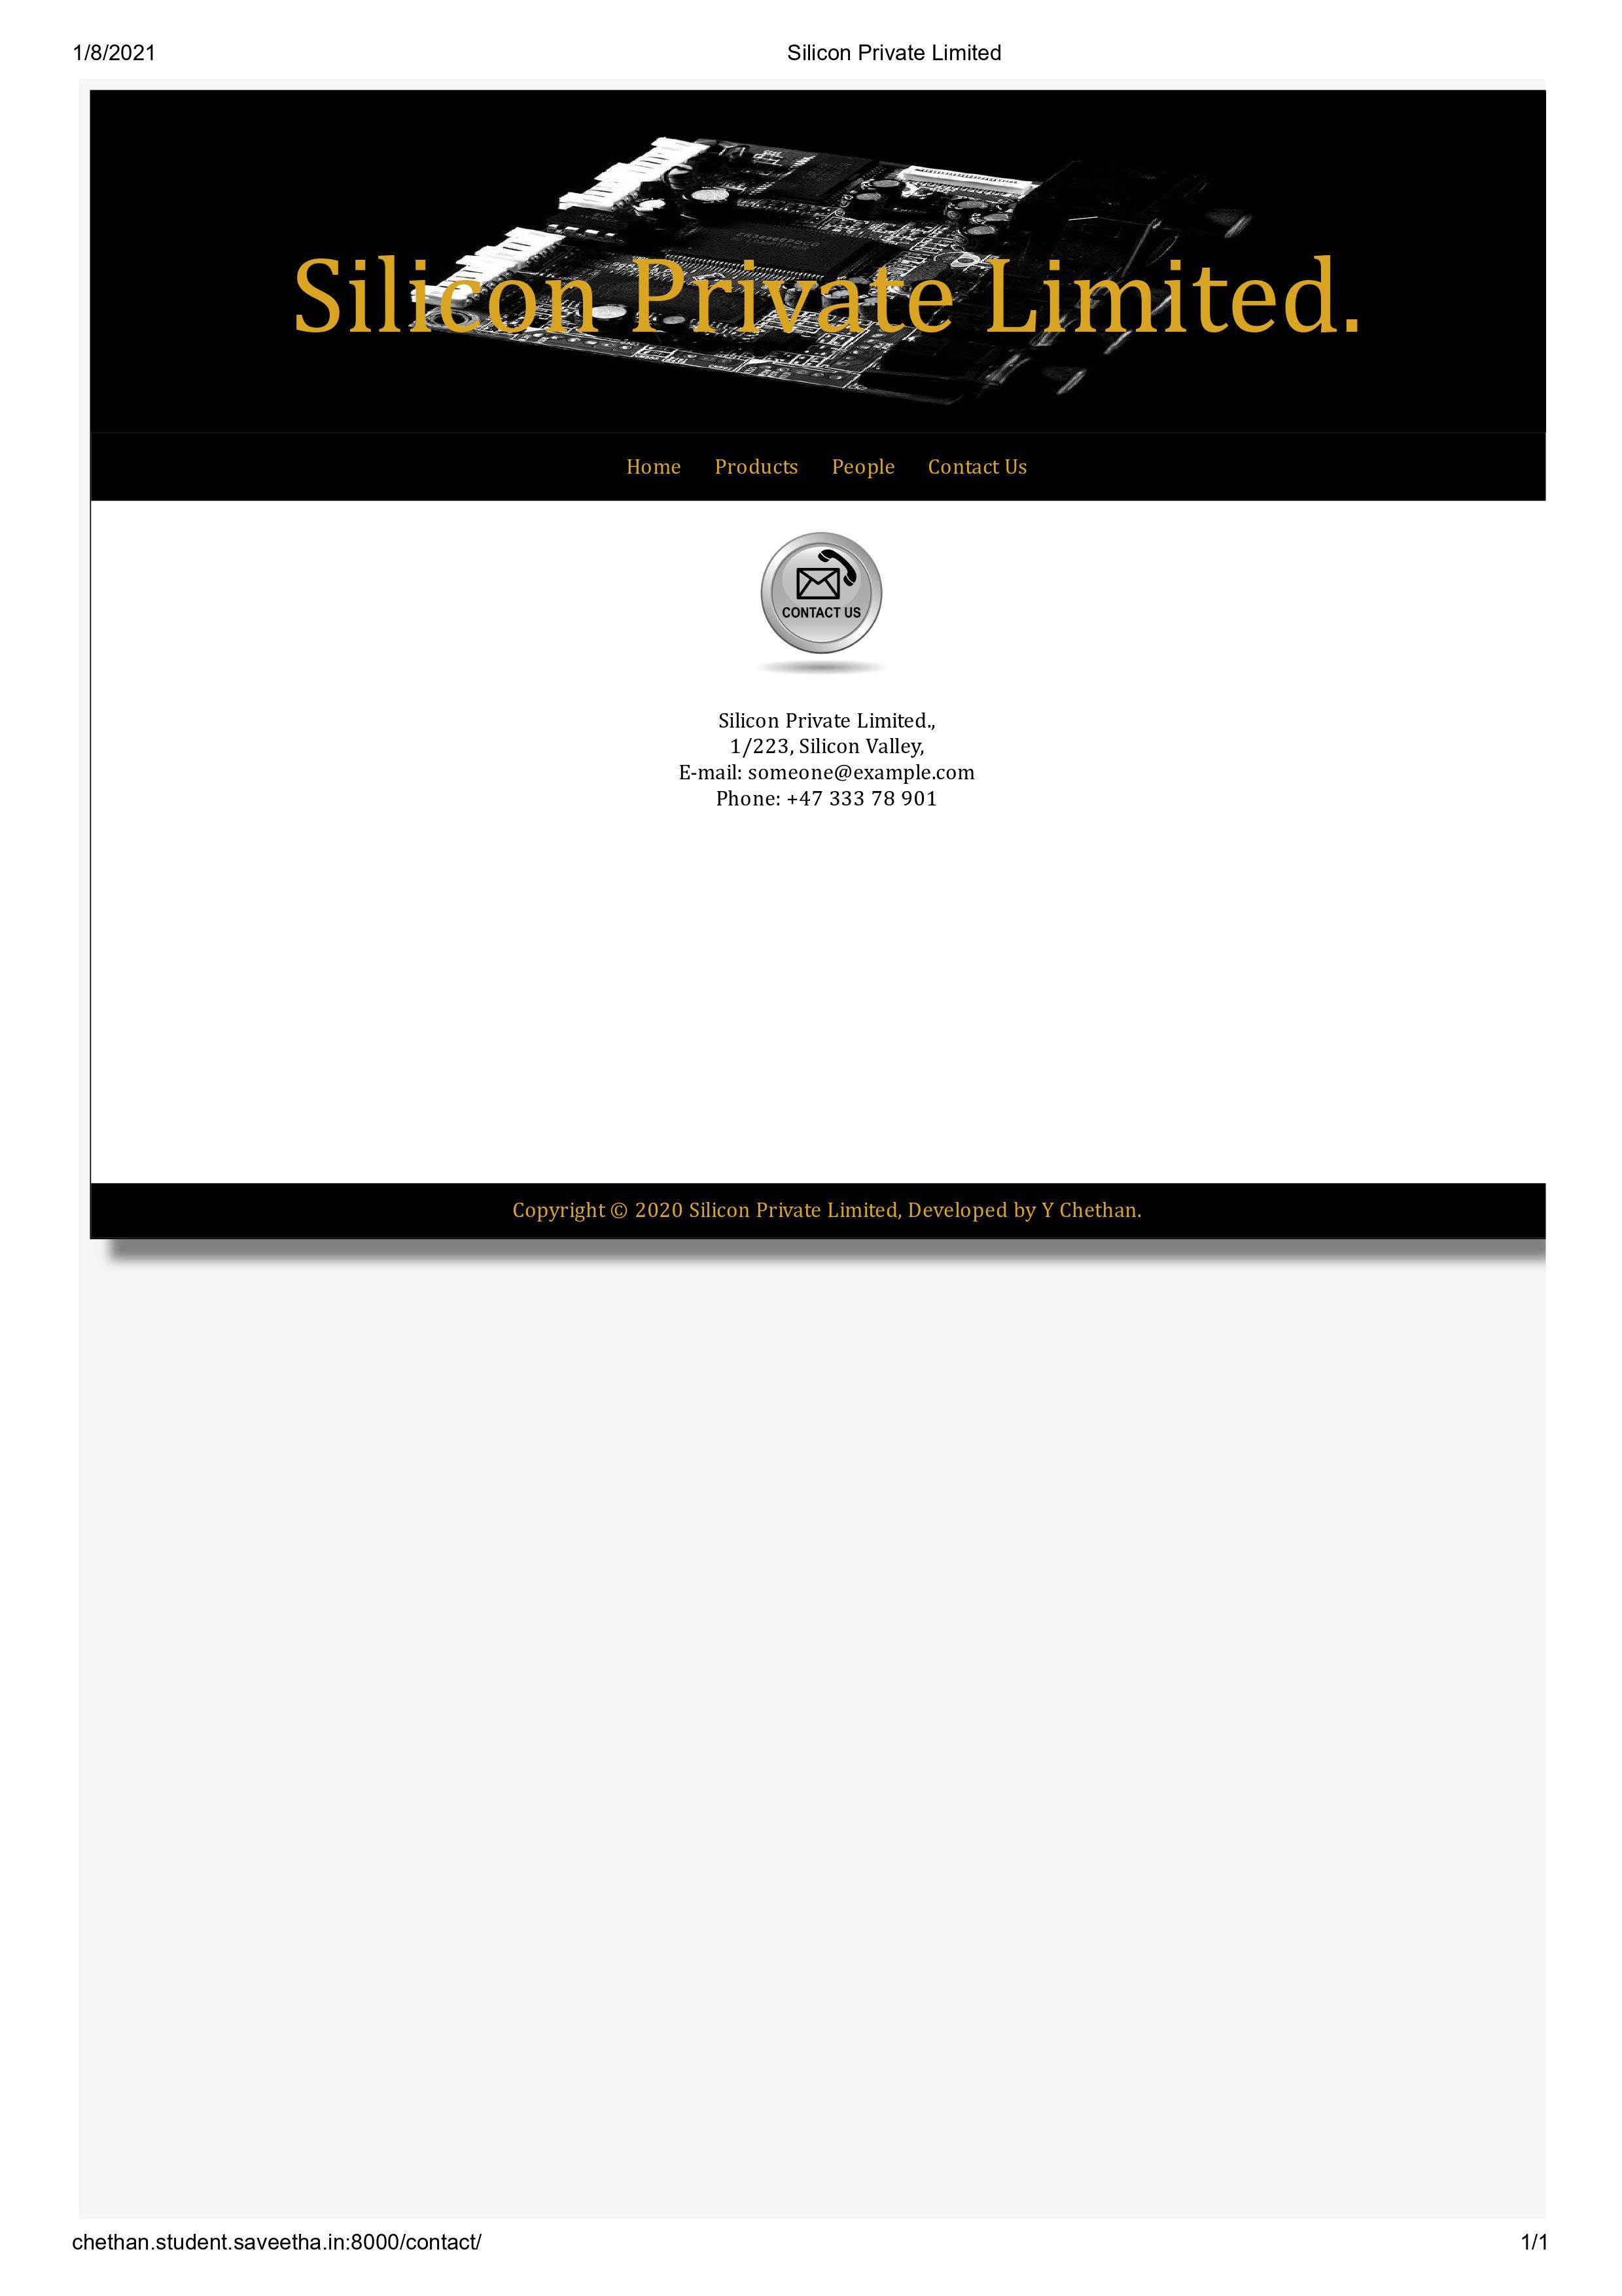 1/8/2021 Silicon Private Limited
Silicon Private Limited.
Home Products People Contact Us
CONTACT US
Silicon Private Limited.,
1/223, Silicon Valley,
E-mail: someone@example.com
Phone: +47 333 78 901
Copyright © 2020 Silicon Private Limited, Developed by Y Chethan.
chethan.student.saveetha.in:8000/contact/ 1/1